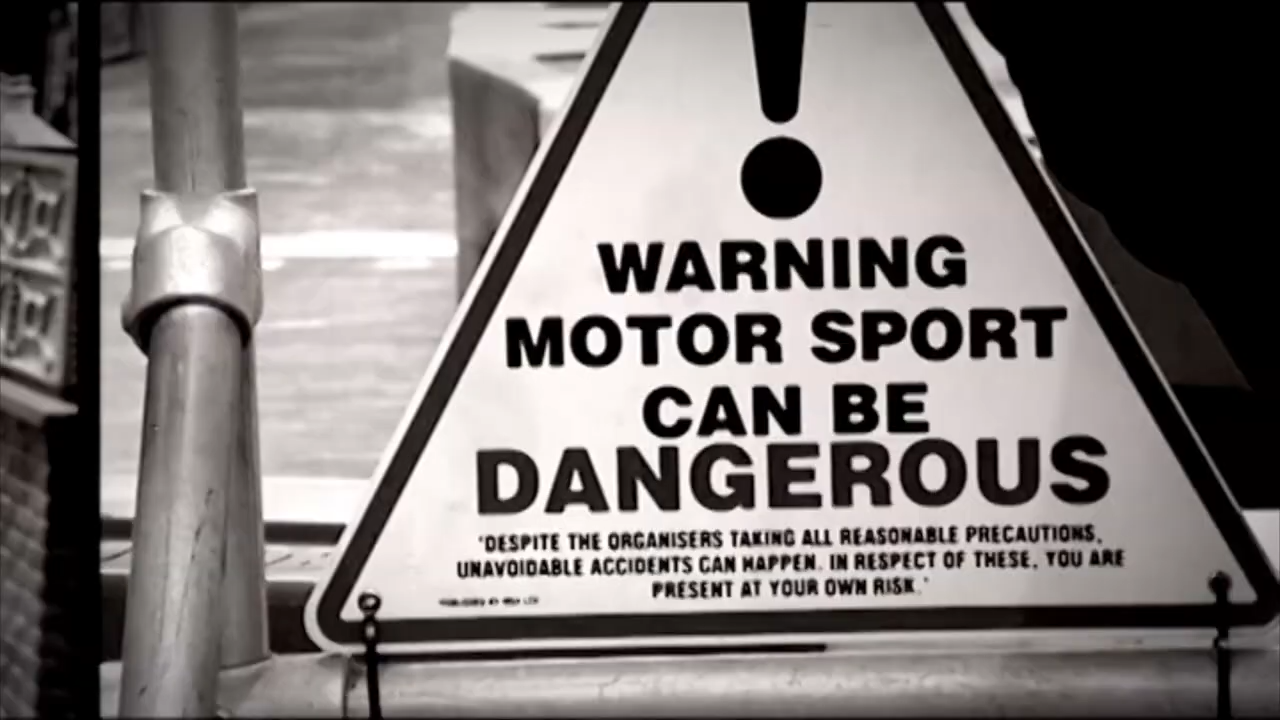 !
WARNING
MOTOR SPORT
CAN BE
DANGEROUS
'DESPITE THE ORGANISERS TAKING ALL REASONABLE PRECAUTIONS,
UNAVOIDABLE ACCIDENTS CAN HAPPEN. IN RESPECT OF THESE, YOU ARE
PRESENT AT YOUR OWN RISK.'